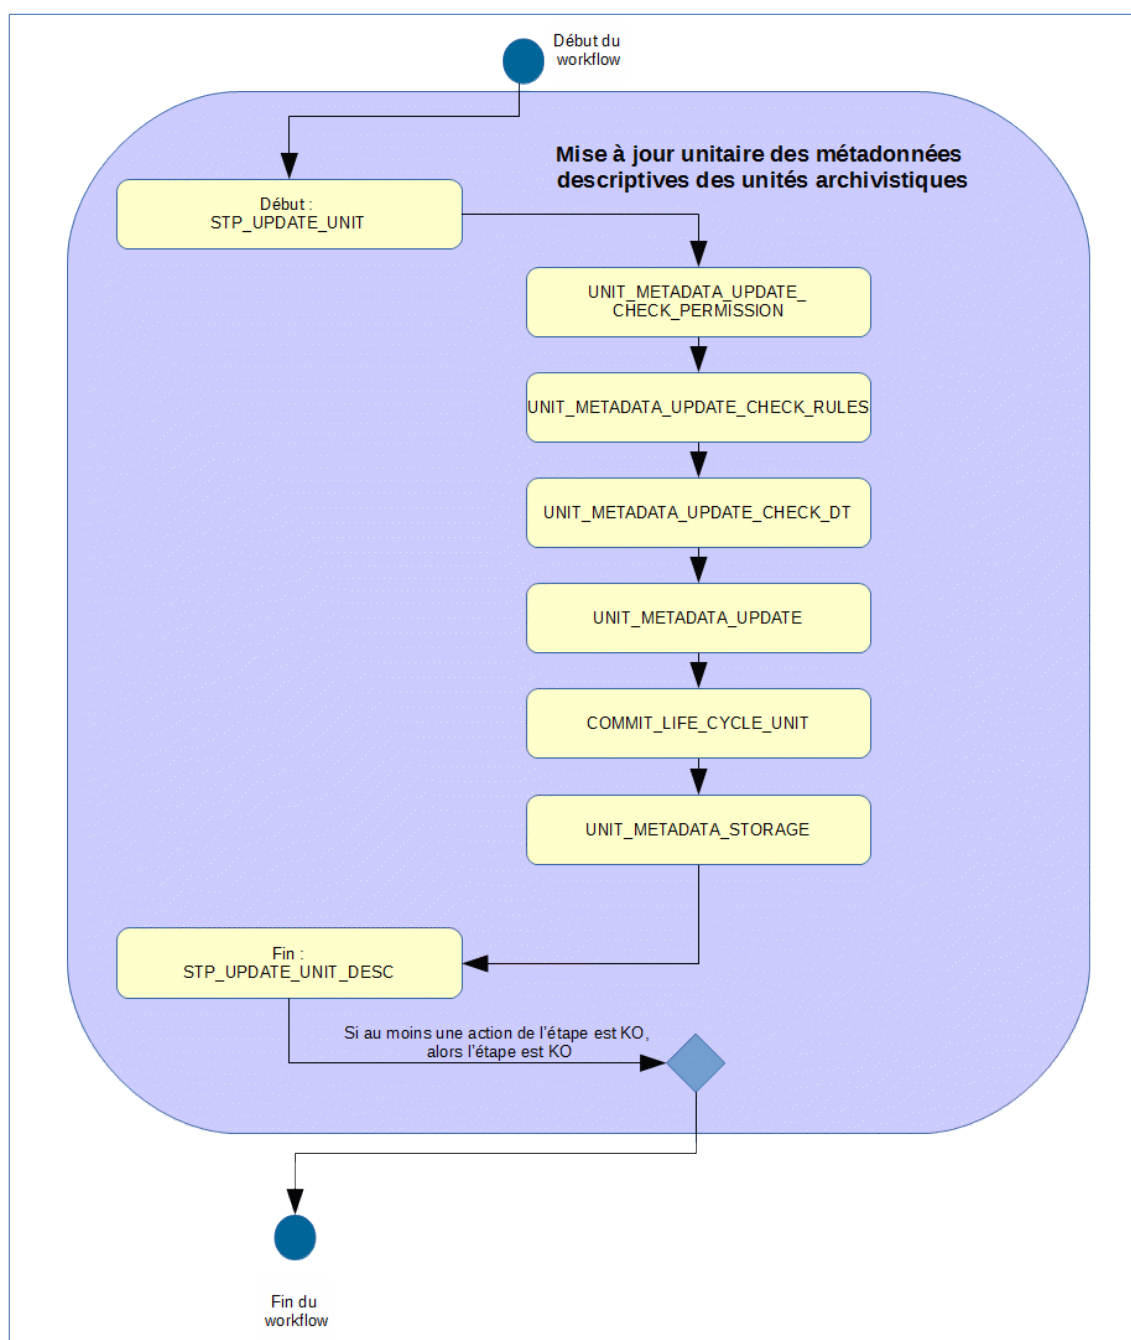 Début du
workflow
Mise à jour unitaire des métadonnées
descriptives des unités archivistiques
Début :
STP_UPDATE_UNIT
UNIT_METADATA_UPDATE_
CHECK_PERMISSION
UNIT_METADATA_UPDATE_CHECK_RULES
UNIT_METADATA_UPDATE_CHECK_DT
UNIT_METADATA_UPDATE
COMMIT_LIFE_CYCLE_UNIT
UNIT_METADATA_STORAGE
Fin :
STP_UPDATE_UNIT_DESC
Si au moins une action de l’étape est KO,
alors l’étape est KO
Fin du
workflow